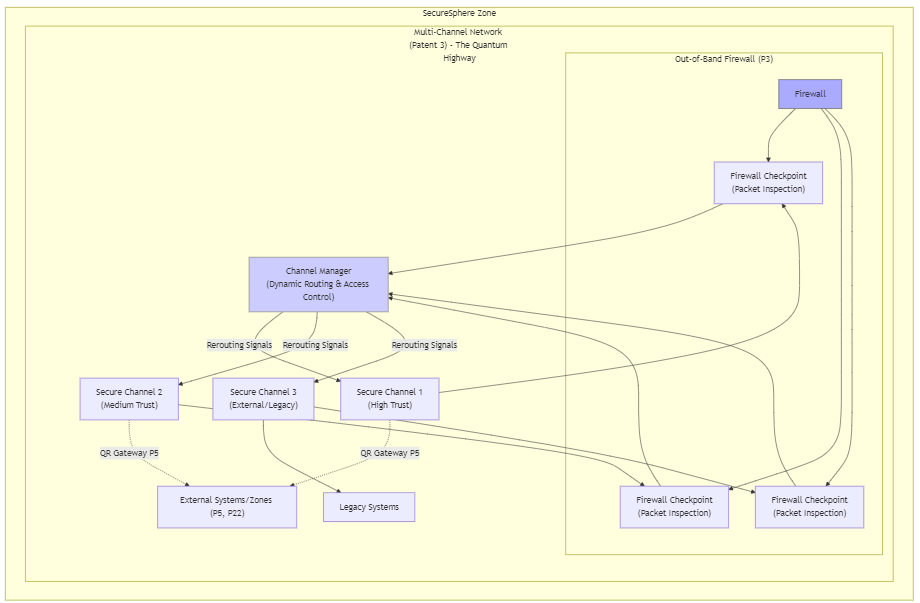 SecureSphere Zone
Multi-Channel Network
(Patent 3) - The Quantum
Highway
Out-of-Band Firewall (P3)
Firewall
Firewall Checkpoint
(Packet Inspection)
Channel Manager
(Dynamic Routing & Access
Control)
Rerouting Signals
Rerouting Signals
Rerouting Signals
Secure Channel 2
(Medium Trust)
Secure Channel 3
(External/Legacy)
Secure Channel 1
(High Trust)
QR Gateway P5
QR Gateway P5
External Systems/Zones
(P5, P22)
Legacy Systems
Firewall Checkpoint
(Packet Inspection)
Firewall Checkpoint
(Packet Inspection)